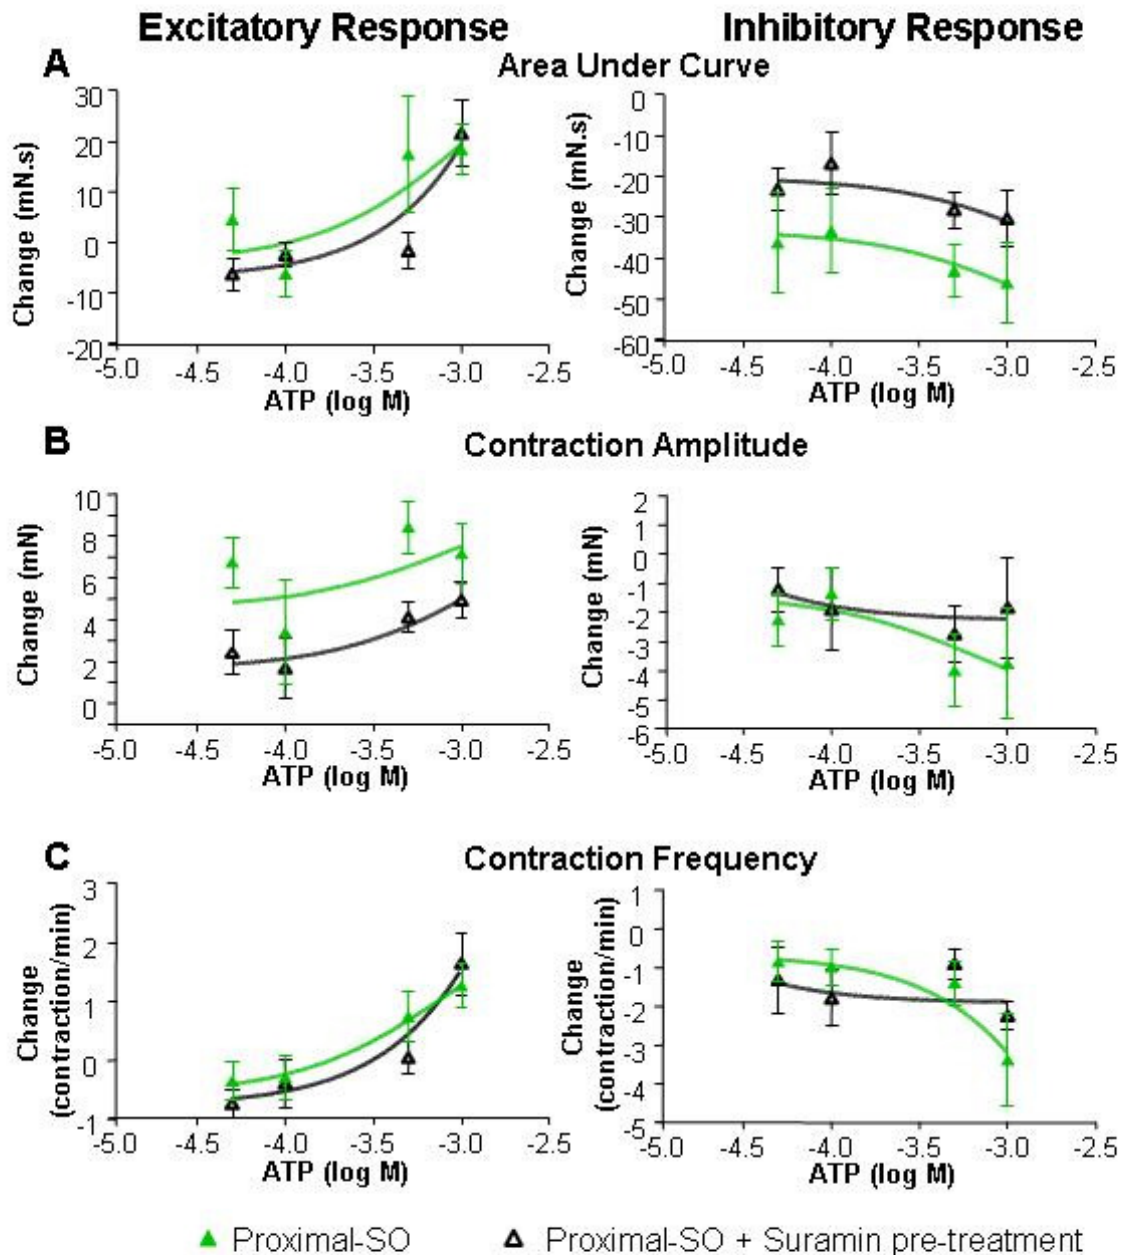 Excitatory Response Inhibitory Response
A Area Under Curve
Change (mN.s)
30
20
10
0
-10
-20
-5.0 -4.5 -4.0 -3.5 -3.0 -2.5
ATP (log M)
Change (mN.s)
0
-10
-20
-30
-40
-50
-60
-5.0 -4.5 -4.0 -3.5 -3.0 -2.5
ATP (log M)
B Contraction Amplitude
Change (mN)
10
8
6
4
2
0
-5.0 -4.5 -4.0 -3.5 -3.0 -2.5
ATP (log M)
Change (mN)
2
1
0
-1
-2
-3
-4
-5
-6
-5.0 -4.5 -4.0 -3.5 -3.0 -2.5
ATP (log M)
C Contraction Frequency
Change
(contraction/min)
3
2
1
0
-1
-5.0 -4.5 -4.0 -3.5 -3.0 -2.5
ATP (log M)
Change
(contraction/min)
1
0
-1
-2
-3
-4
-5
-5.0 -4.5 -4.0 -3.5 -3.0 -2.5
ATP (log M)
Proximal-SO Proximal-SO + Suramin pre-treatment